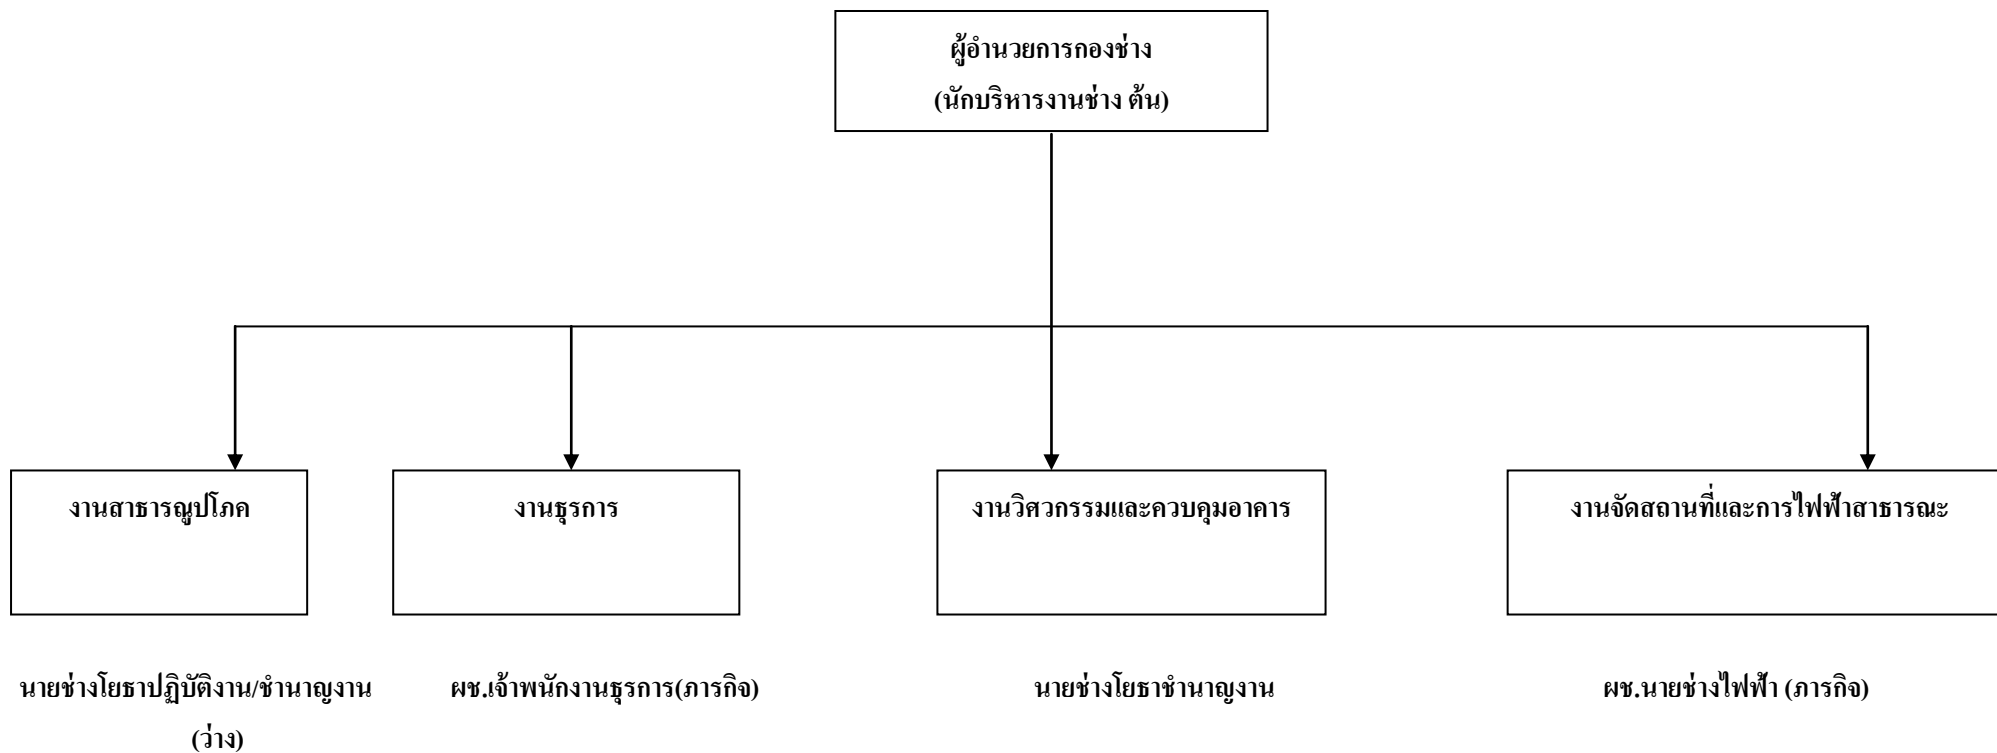 ผู้อำนวยการกองช่าง
(นักบริหารงานช่าง ต้น)
งานสาธารณูปโภค
งานธุรการ
งานวิศวกรรมและควบคุมอาคาร
งานจัดสถานที่และการไฟฟ้าสาธารณะ
นายช่างโยธาปฏิบัติงาน/ชำนาญงาน
(ว่าง)
ผช.เจ้าพนักงานธุรการ(ภารกิจ)
นายช่างโยธาชำนาญงาน
ผช.นายช่างไฟฟ้า (ภารกิจ)